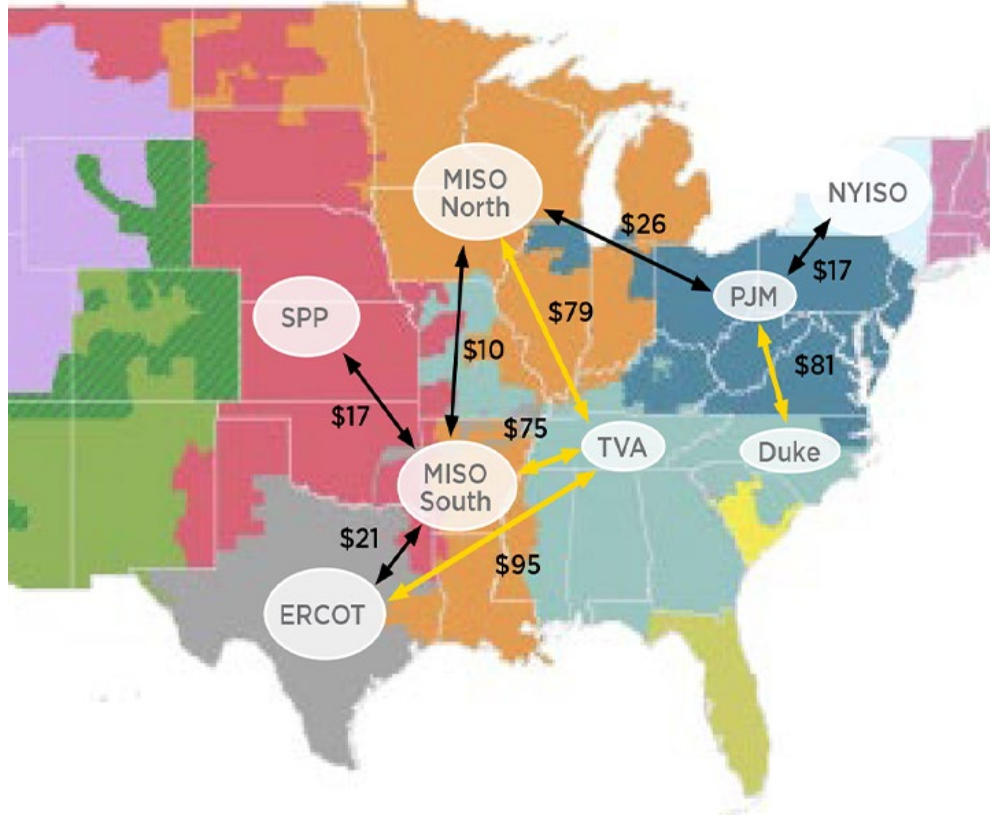 MISO
North
NYISO
$26
$17
PJM
SPP
$79
$10
$81
$17
$75
TVA
Duke
MISO
South
$21
$95
ERCOT